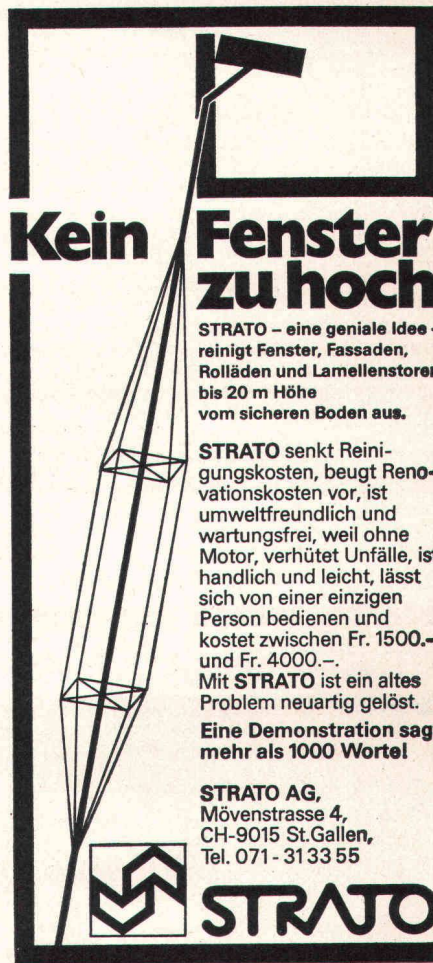 Kein Fenster
zu hoch
STRATO – eine geniale Idee -
reinigt Fenster, Fassaden,
Rolläden und Lamellenstoren
bis 20 m Höhe
vom sicheren Boden aus.
STRATO senkt Reini-
gungskosten, beugt Reno-
vationskosten vor, ist
umweltfreundlich und
wartungsfrei, weil ohne
Motor, verhütet Unfälle, ist
handlich und leicht, lässt
sich von einer einzigen
Person bedienen und
kostet zwischen Fr. 1500.–
und Fr. 4000.–.
Mit STRATO ist ein altes
Problem neuartig gelöst.
Eine Demonstration sag
mehr als 1000 Worte!
STRATO AG,
Mövenstrasse 4,
CH-9015 St.Gallen,
Tel. 071 - 31 33 55
STRATO